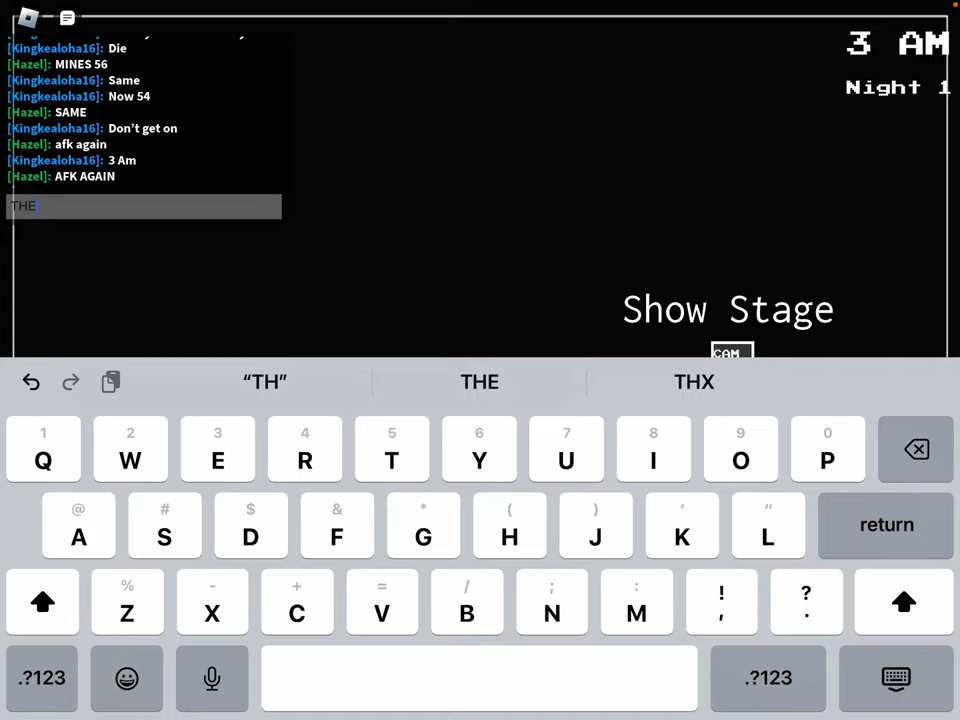 3 AM
Night 1
[Kingkealoha16]: Die
[Hazel]: MINES 56
[Kingkealoha16]: Same
[Kingkealoha16]: Now 54
[Hazel]: SAME
[Kingkealoha16]: Don't get on
[Hazel]: afk again
[Kingkealoha16]: 3 Am
[Hazel]: AFK AGAIN
THE
Show Stage
CAM
“TH” THE THX
1 2 3 4 5 6 7 8 9 0
Q W E R T Y U I O P
@ # $ & * ( ) ' "
A S D F G H J K L return
% - + = / ; : ! ?
Z X C V B N M , .
.?123 .?123